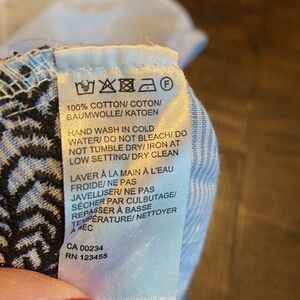 F
100% COTTON/ COTON/
BAUMWOLLE/ KATOEN
HAND WASH IN COLD
WATER/ DO NOT BLEACH/ DO
NOT TUMBLE DRY/ IRON AT
LOW SETTING/ DRY CLEAN
LAVER À LA MAIN À L'EAU
FROIDE/ NE PAS
JAVELLISER/ NE PAS
SÉCHER PAR CULBUTAGE/
REPASSER À BASSE
TEMPÉRATURE/ NETTOYER
À SEC
CA 00234
RN 123455